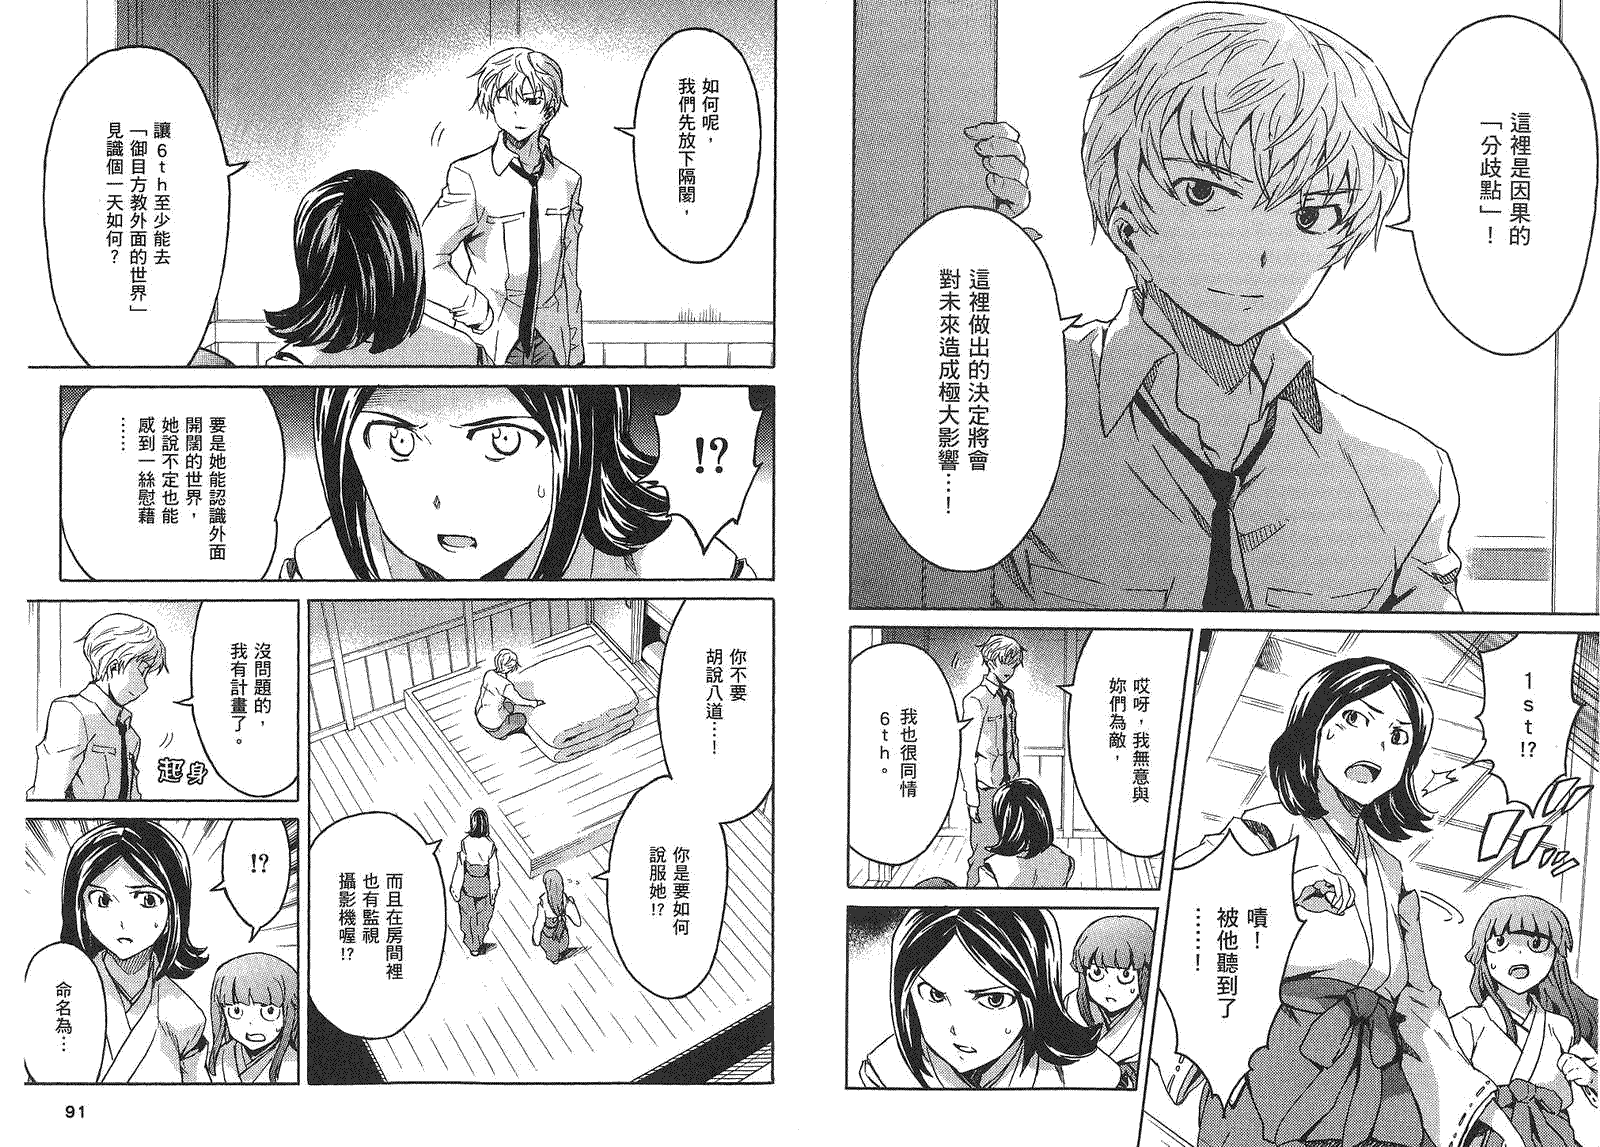 這裡是因果的
「分歧點」！
這裡做出的決定將會
對未來造成極大影響…！
1st!?
嘖！
被他聽到了
……！
哎呀，我無意與
妳們為敵，
我也很同情
6th。
如何呢，
我們先放下隔閡，
讓6th至少能去
「御目方教外面的世界」
見識個一天如何？
!?
要是她能認識外面
開闊的世界，
她說不定也能
感到一絲慰藉
……
你不要
胡說八道…！
你是要如何
說服她!?
而且在房間裡
也有監視
攝影機喔!?
沒問題的，
我有計畫了。
起身
!?
命名為…
91